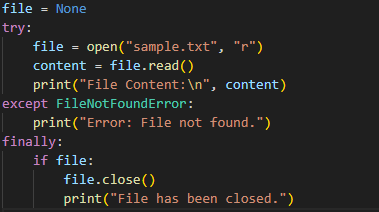 file = None
try:
    file = open("sample.txt", "r")
    content = file.read()
    print("File Content:\n", content)
except FileNotFoundError:
    print("Error: File not found.")
finally:
    if file:
        file.close()
        print("File has been closed.")